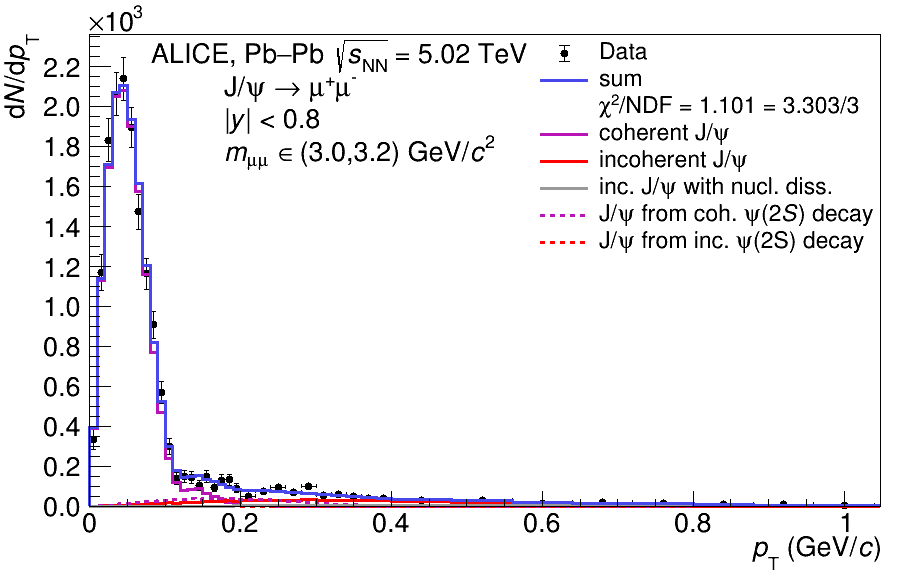 ×10³
dN/dp_T
2.2
2.0
1.8
1.6
1.4
1.2
1.0
0.8
0.6
0.4
0.2
0.0
ALICE, Pb–Pb √s_NN = 5.02 TeV
J/ψ → μ⁺μ⁻
|y| < 0.8
m_μμ ∈ (3.0,3.2) GeV/c²
Data
sum
χ²/NDF = 1.101 = 3.303/3
coherent J/ψ
incoherent J/ψ
inc. J/ψ with nucl. diss.
J/ψ from coh. ψ(2S) decay
J/ψ from inc. ψ(2S) decay
0 0.2 0.4 0.6 0.8 1
p_T (GeV/c)